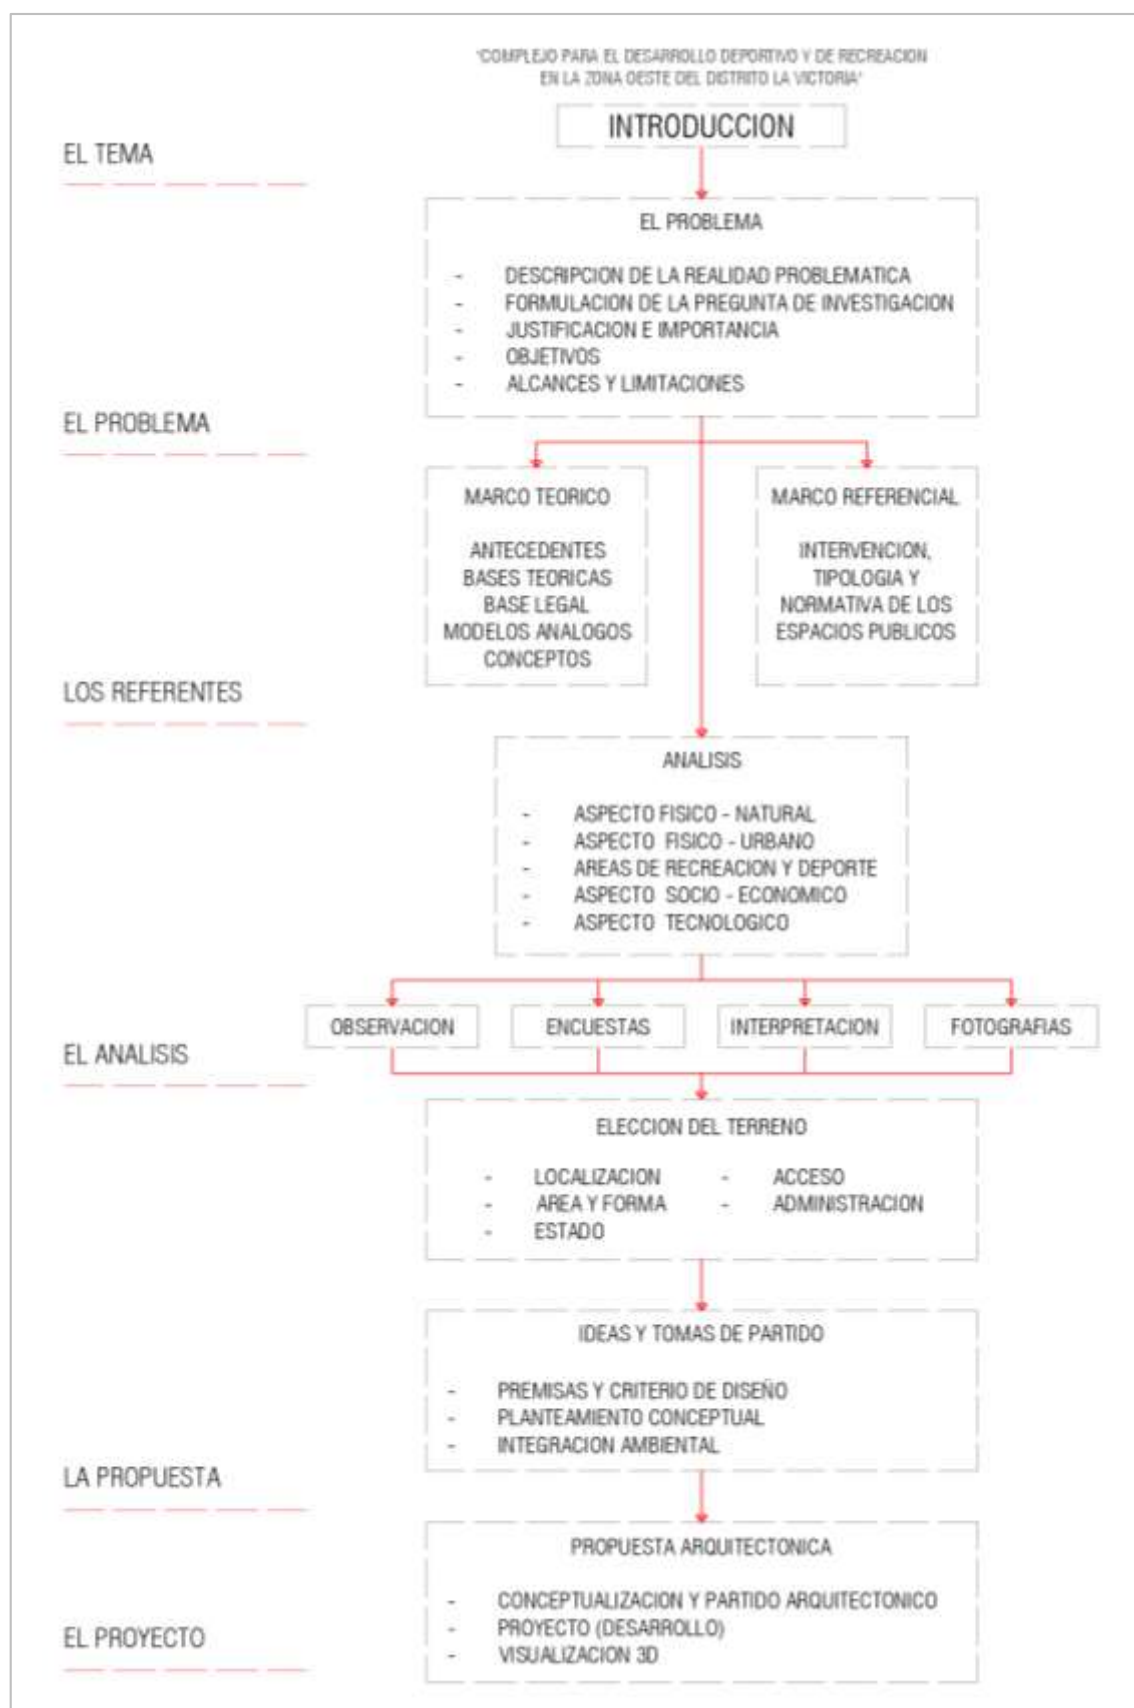 "COMPLEJO PARA EL DESARROLLO DEPORTIVO Y DE RECREACION
EN LA ZONA OESTE DEL DISTRITO LA VICTORIA"
INTRODUCCION
EL TEMA
EL PROBLEMA
- DESCRIPCION DE LA REALIDAD PROBLEMATICA
- FORMULACION DE LA PREGUNTA DE INVESTIGACION
- JUSTIFICACION E IMPORTANCIA
- OBJETIVOS
- ALCANCES Y LIMITACIONES
EL PROBLEMA
MARCO TEORICO
ANTECEDENTES
BASES TEORICAS
BASE LEGAL
MODELOS ANALOGOS
CONCEPTOS
MARCO REFERENCIAL
INTERVENCION,
TIPOLOGIA Y
NORMATIVA DE LOS
ESPACIOS PUBLICOS
LOS REFERENTES
ANALISIS
- ASPECTO FISICO - NATURAL
- ASPECTO FISICO - URBANO
- AREAS DE RECREACION Y DEPORTE
- ASPECTO SOCIO - ECONOMICO
- ASPECTO TECNOLOGICO
OBSERVACION
ENCUESTAS
INTERPRETACION
FOTOGRAFIAS
EL ANALISIS
ELECCION DEL TERRENO
- LOCALIZACION
- AREA Y FORMA
- ESTADO
- ACCESO
- ADMINISTRACION
IDEAS Y TOMAS DE PARTIDO
- PREMISAS Y CRITERIO DE DISEÑO
- PLANTEAMIENTO CONCEPTUAL
- INTEGRACION AMBIENTAL
LA PROPUESTA
PROPUESTA ARQUITECTONICA
- CONCEPTUALIZACION Y PARTIDO ARQUITECTONICO
- PROYECTO (DESARROLLO)
- VISUALIZACION 3D
EL PROYECTO